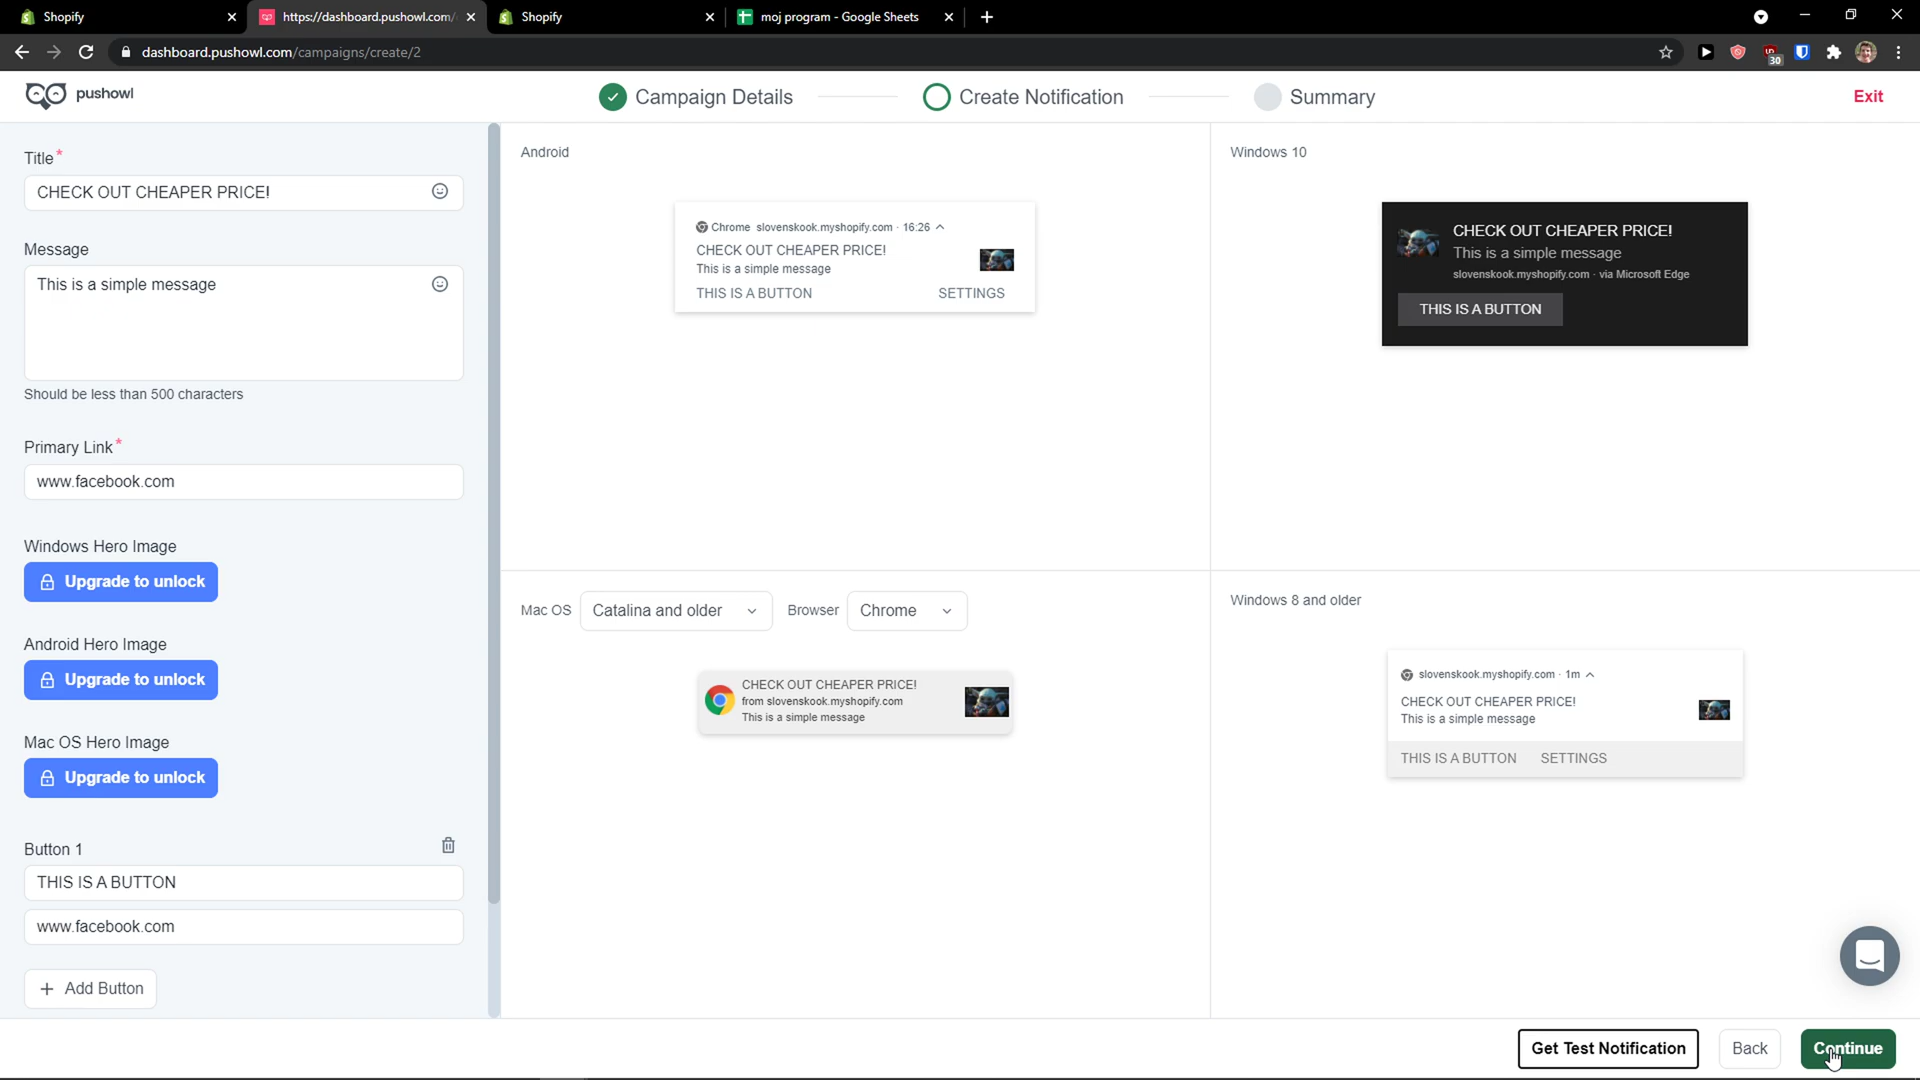 Shopify
https://dashboard.pushowl.com/
Shopify
moj program - Google Sheets
dashboard.pushowl.com/campaigns/create/2
30
pushowl
Campaign Details
Create Notification
Summary
Exit
Title*
CHECK OUT CHEAPER PRICE!
Message
This is a simple message
Should be less than 500 characters
Primary Link*
www.facebook.com
Windows Hero Image
Upgrade to unlock
Android Hero Image
Upgrade to unlock
Mac OS Hero Image
Upgrade to unlock
Button 1
THIS IS A BUTTON
www.facebook.com
+ Add Button
Android
Chrome slovenskook.myshopify.com · 16:26
CHECK OUT CHEAPER PRICE!
This is a simple message
THIS IS A BUTTON SETTINGS
Windows 10
CHECK OUT CHEAPER PRICE!
This is a simple message
slovenskook.myshopify.com · via Microsoft Edge
THIS IS A BUTTON
Mac OS Catalina and older Browser Chrome
CHECK OUT CHEAPER PRICE!
from slovenskook.myshopify.com
This is a simple message
Windows 8 and older
slovenskook.myshopify.com · 1m
CHECK OUT CHEAPER PRICE!
This is a simple message
THIS IS A BUTTON SETTINGS
Get Test Notification
Back
Continue